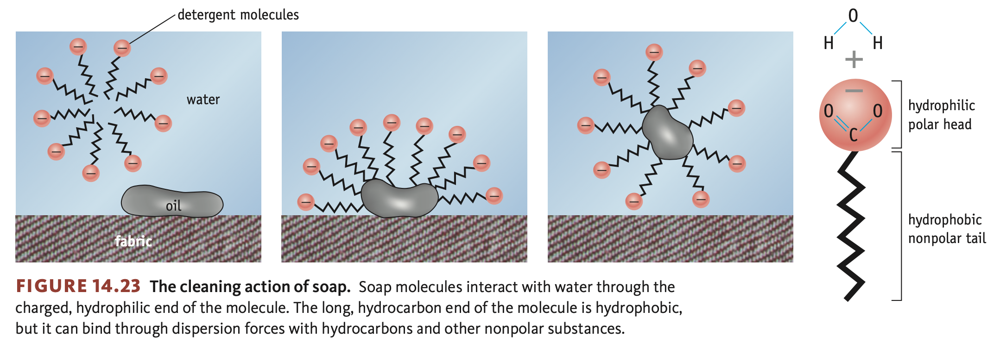 detergent molecules
water
oil
fabric
O
H H
+
−
O O
C
hydrophilic
polar head
hydrophobic
nonpolar tail
FIGURE 14.23 The cleaning action of soap. Soap molecules interact with water through the
charged, hydrophilic end of the molecule. The long, hydrocarbon end of the molecule is hydrophobic,
but it can bind through dispersion forces with hydrocarbons and other nonpolar substances.